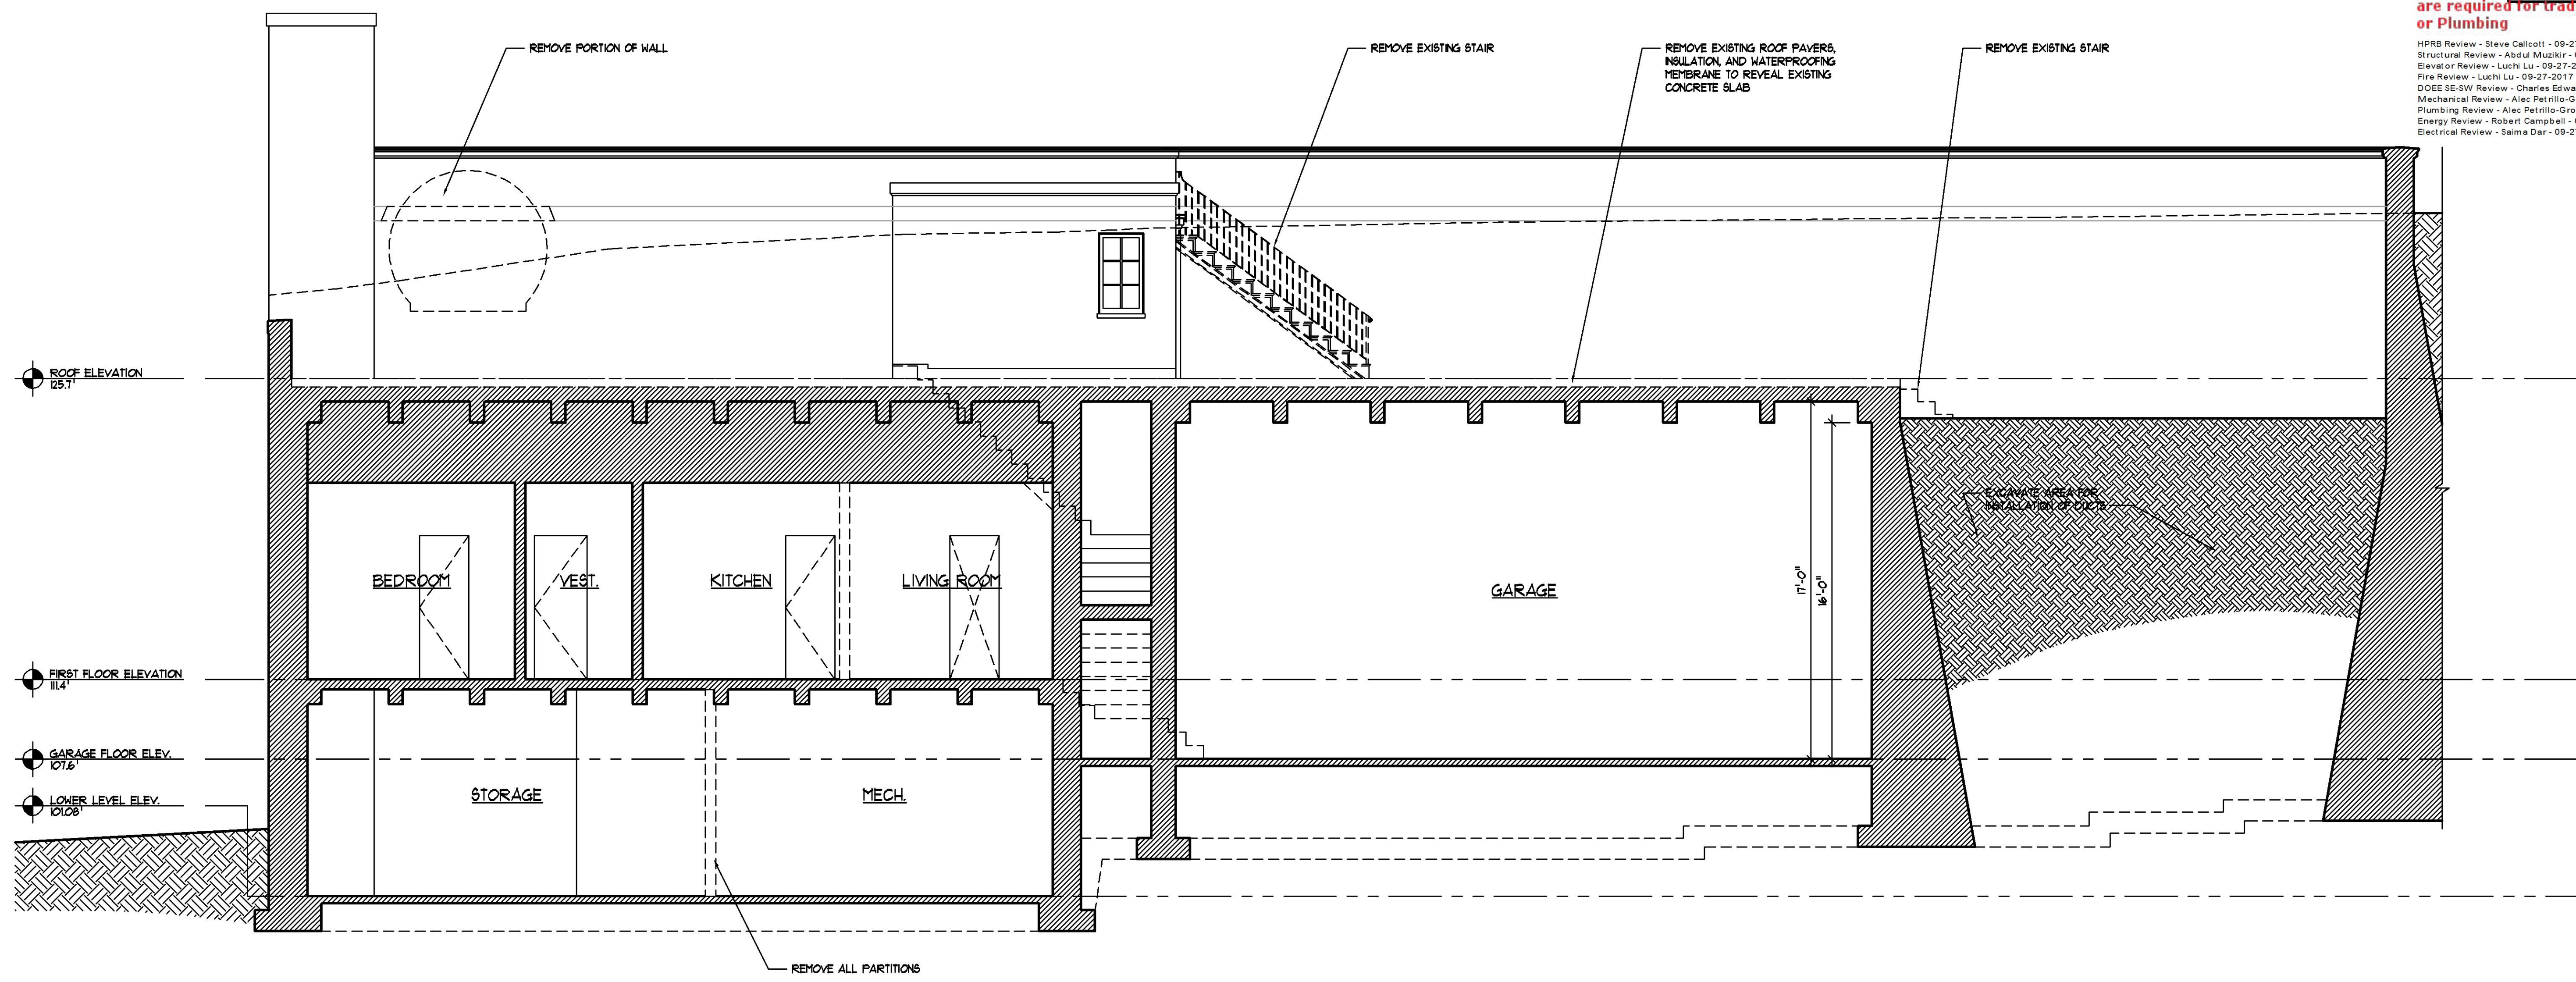 are required for trad
or Plumbing
HPRB Review - Steve Callcott - 09-27
Structural Review - Abdul Muzikir -
Elevator Review - Luchi Lu - 09-27-2
Fire Review - Luchi Lu - 09-27-2017
DOEE SE-SW Review - Charles Edwa
Mechanical Review - Alec Petrillo-G
Plumbing Review - Alec Petrillo-Gro
Energy Review - Robert Campbell -
Electrical Review - Saima Dar - 09-27
REMOVE PORTION OF WALL
REMOVE EXISTING STAIR
REMOVE EXISTING ROOF PAVERS,
INSULATION, AND WATERPROOFING
MEMBRANE TO REVEAL EXISTING
CONCRETE SLAB
REMOVE EXISTING STAIR
ROOF ELEVATION
125.7'
EXCAVATE AREA FOR
INSTALLATION OF DUCTS
BEDROOM
VEST.
KITCHEN
LIVING ROOM
GARAGE
17'-0"
16'-0"
FIRST FLOOR ELEVATION
111.4'
GARAGE FLOOR ELEV.
107.6'
LOWER LEVEL ELEV.
101.08'
STORAGE
MECH.
REMOVE ALL PARTITIONS